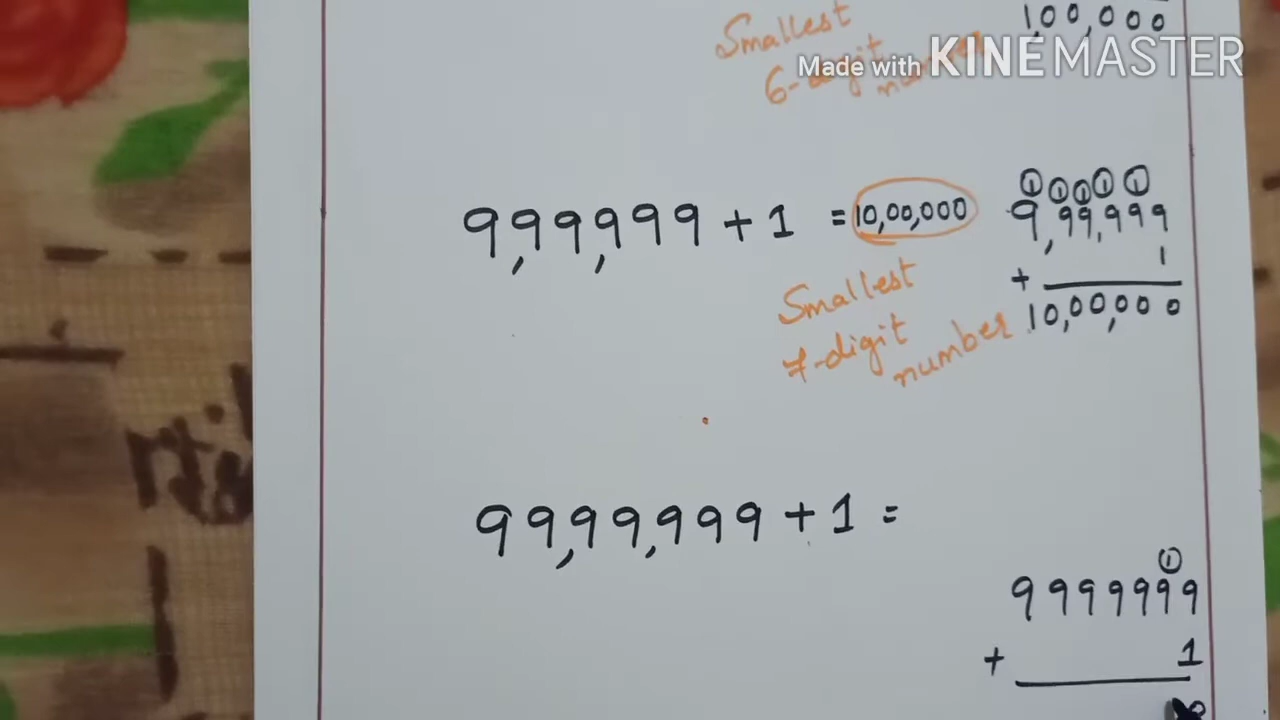 100,000
Smallest
6-digit
number
Made with KINEMASTER
9,99,999 + 1 = 10,00,000
1 1 1 1 1
9,99,999
+ 1
10,00,000
Smallest
7-digit
number
99,99,999 + 1 =
1
9999999
+ 1
0